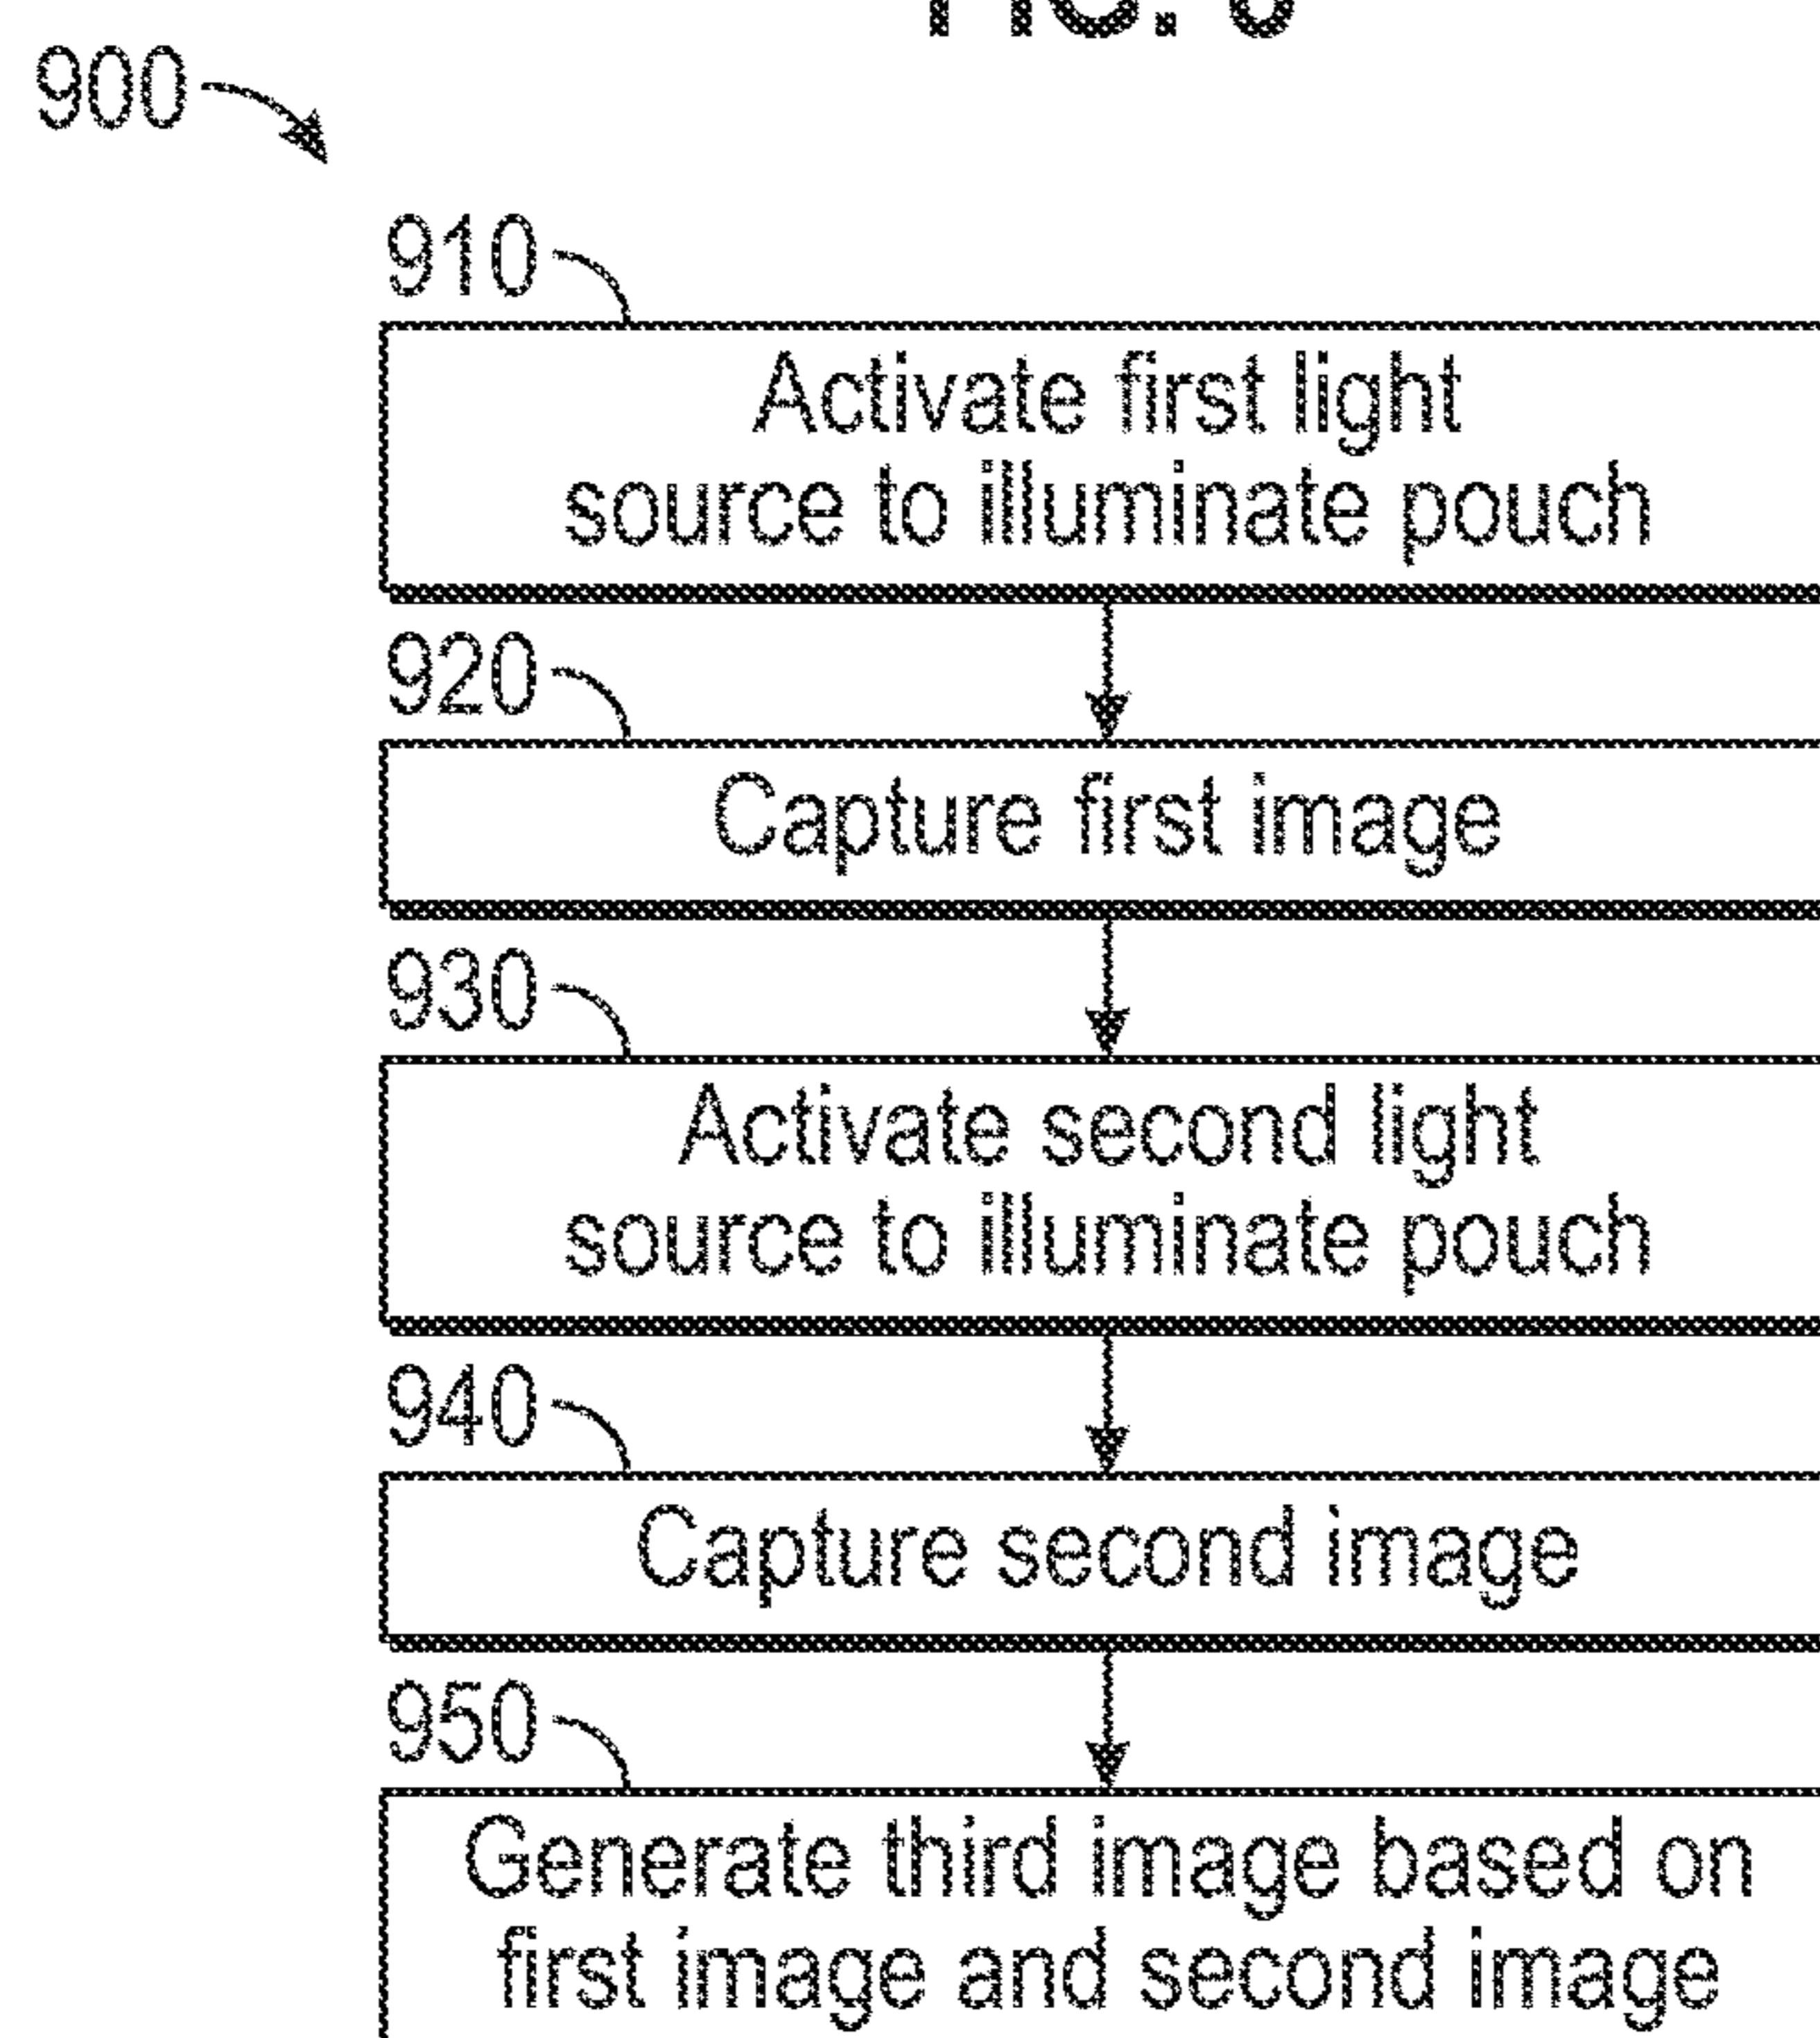 900
910
Activate first light
source to illuminate pouch
920
Capture first image
930
Activate second light
source to illuminate pouch
940
Capture second image
950
Generate third image based on
first image and second image